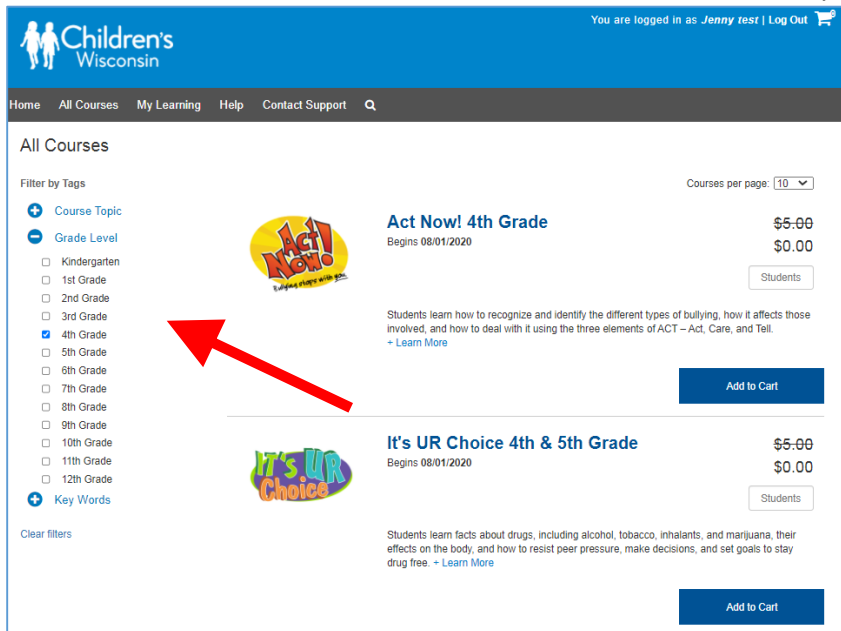 You are logged in as Jenny test | Log Out 0
Children's
Wisconsin
Home All Courses My Learning Help Contact Support
All Courses
Filter by Tags
Courses per page: 10
Course Topic
Grade Level
Kindergarten
1st Grade
2nd Grade
3rd Grade
4th Grade
5th Grade
6th Grade
7th Grade
8th Grade
9th Grade
10th Grade
11th Grade
12th Grade
Key Words
Clear filters
Act Now!
Bullying stops with you.
Act Now! 4th Grade
Begins 08/01/2020
$5.00
$0.00
Students
Students learn how to recognize and identify the different types of bullying, how it affects those
involved, and how to deal with it using the three elements of ACT – Act, Care, and Tell.
+ Learn More
Add to Cart
IT'S UR
Choice
It's UR Choice 4th & 5th Grade
Begins 08/01/2020
$5.00
$0.00
Students
Students learn facts about drugs, including alcohol, tobacco, inhalants, and marijuana, their
effects on the body, and how to resist peer pressure, make decisions, and set goals to stay
drug free. + Learn More
Add to Cart